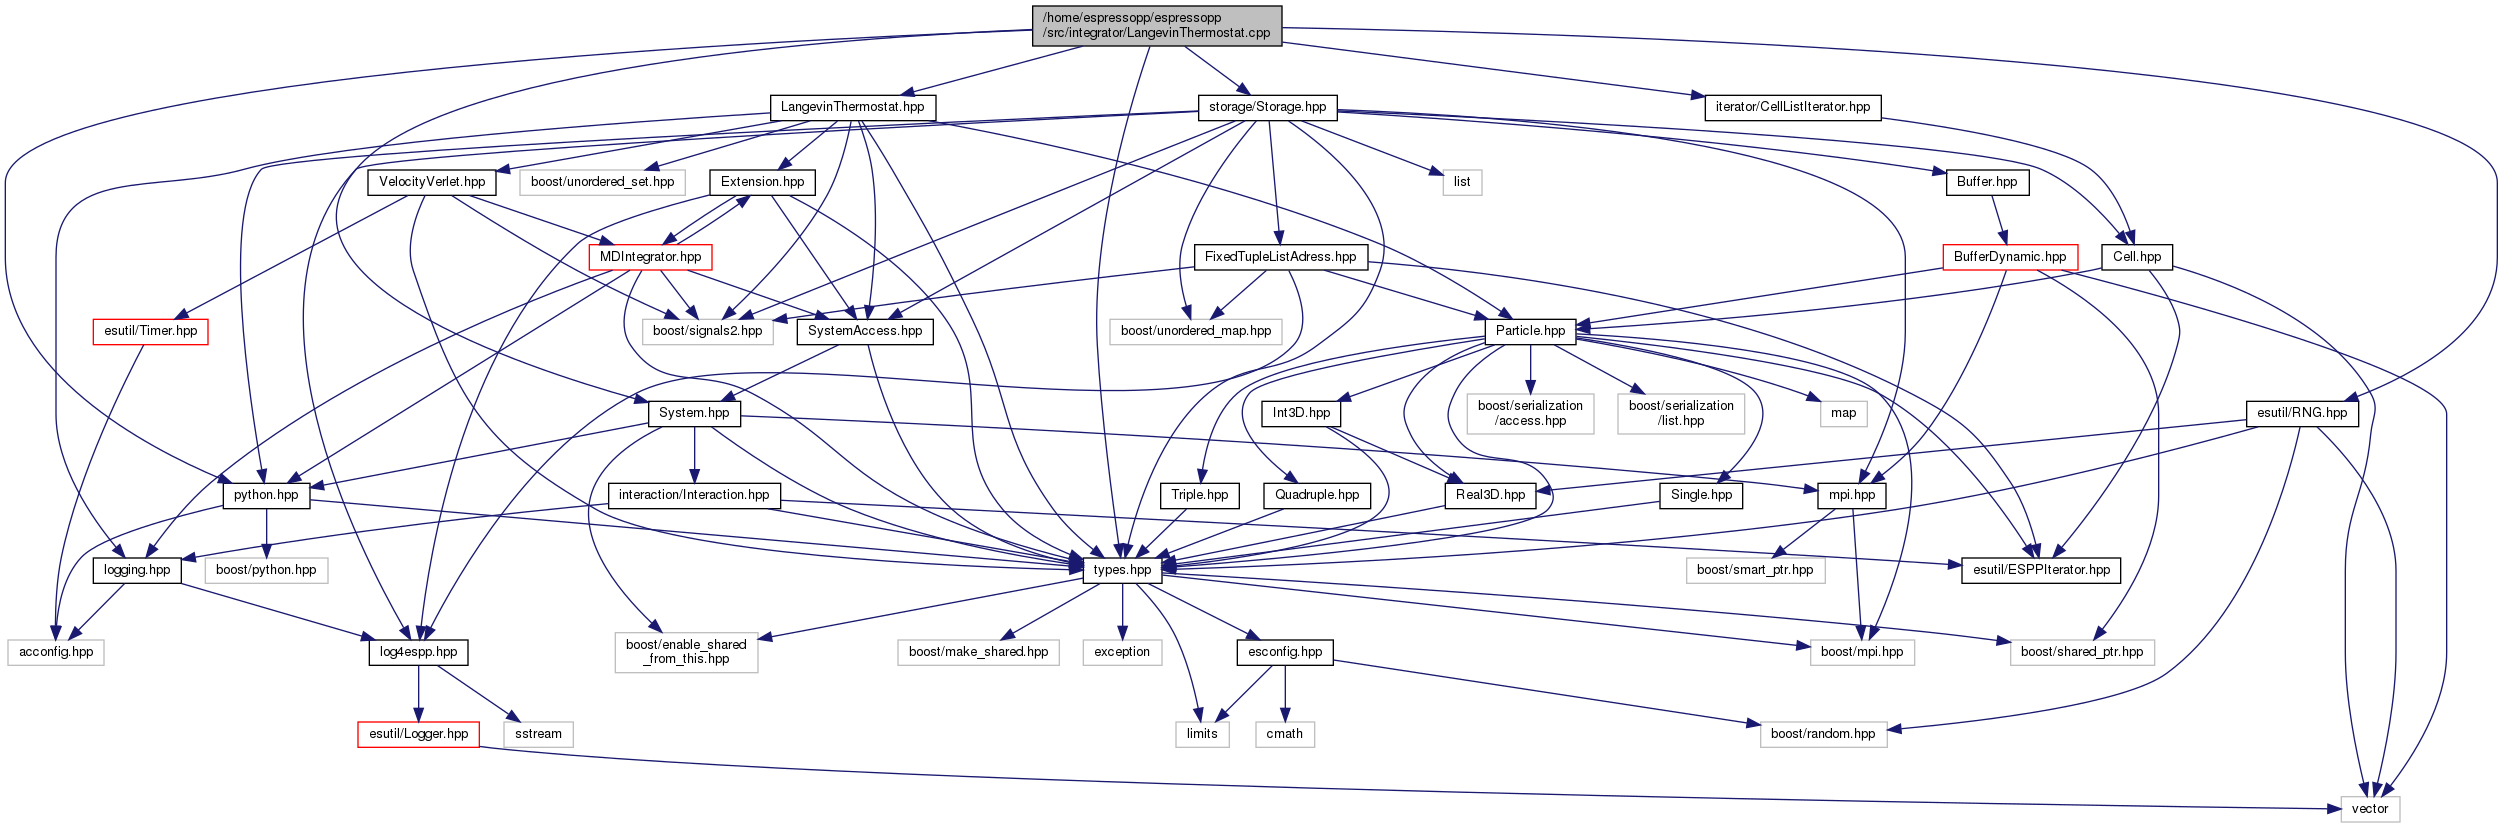 /home/espressopp/espressopp
/src/integrator/LangevinThermostat.cpp
LangevinThermostat.hpp
storage/Storage.hpp
iterator/CellListIterator.hpp
VelocityVerlet.hpp
boost/unordered_set.hpp
Extension.hpp
list
Buffer.hpp
MDIntegrator.hpp
FixedTupleListAdress.hpp
BufferDynamic.hpp
Cell.hpp
esutil/Timer.hpp
boost/signals2.hpp
SystemAccess.hpp
boost/unordered_map.hpp
Particle.hpp
System.hpp
Int3D.hpp
boost/serialization
/access.hpp
boost/serialization
/list.hpp
map
esutil/RNG.hpp
python.hpp
interaction/Interaction.hpp
Triple.hpp
Quadruple.hpp
Real3D.hpp
Single.hpp
mpi.hpp
logging.hpp
boost/python.hpp
types.hpp
boost/smart_ptr.hpp
esutil/ESPPIterator.hpp
acconfig.hpp
log4espp.hpp
boost/enable_shared
_from_this.hpp
boost/make_shared.hpp
exception
esconfig.hpp
boost/mpi.hpp
boost/shared_ptr.hpp
esutil/Logger.hpp
sstream
limits
cmath
boost/random.hpp
vector